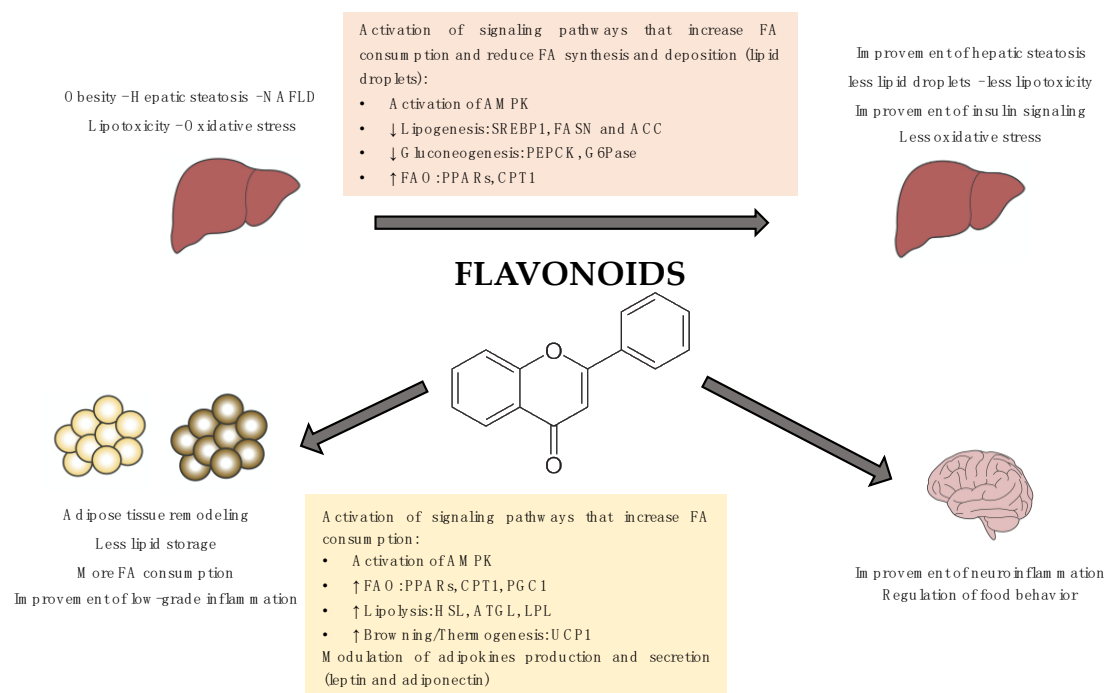 Activation of signaling pathways that increase FA
consumption and reduce FA synthesis and deposition (lipid
droplets):
• Activation of AMPK
• ↓ Lipogenesis: SREBP1, FASN and ACC
• ↓ Gluconeogenesis: PEPCK, G6Pase
• ↑ FAO: PPARs, CPT1
Obesity – Hepatic steatosis – NAFLD
Lipotoxicity – Oxidative stress
Improvement of hepatic steatosis
less lipid droplets – less lipotoxicity
Improvement of insulin signaling
Less oxidative stress
FLAVONOIDS
O
O
Adipose tissue remodeling
Less lipid storage
More FA consumption
Improvement of low-grade inflammation
Activation of signaling pathways that increase FA
consumption:
• Activation of AMPK
• ↑ FAO: PPARs, CPT1, PGC1
• ↑ Lipolysis: HSL, ATGL, LPL
• ↑ Browning/Thermogenesis: UCP1
Modulation of adipokines production and secretion
(leptin and adiponectin)
Improvement of neuroinflammation
Regulation of food behavior